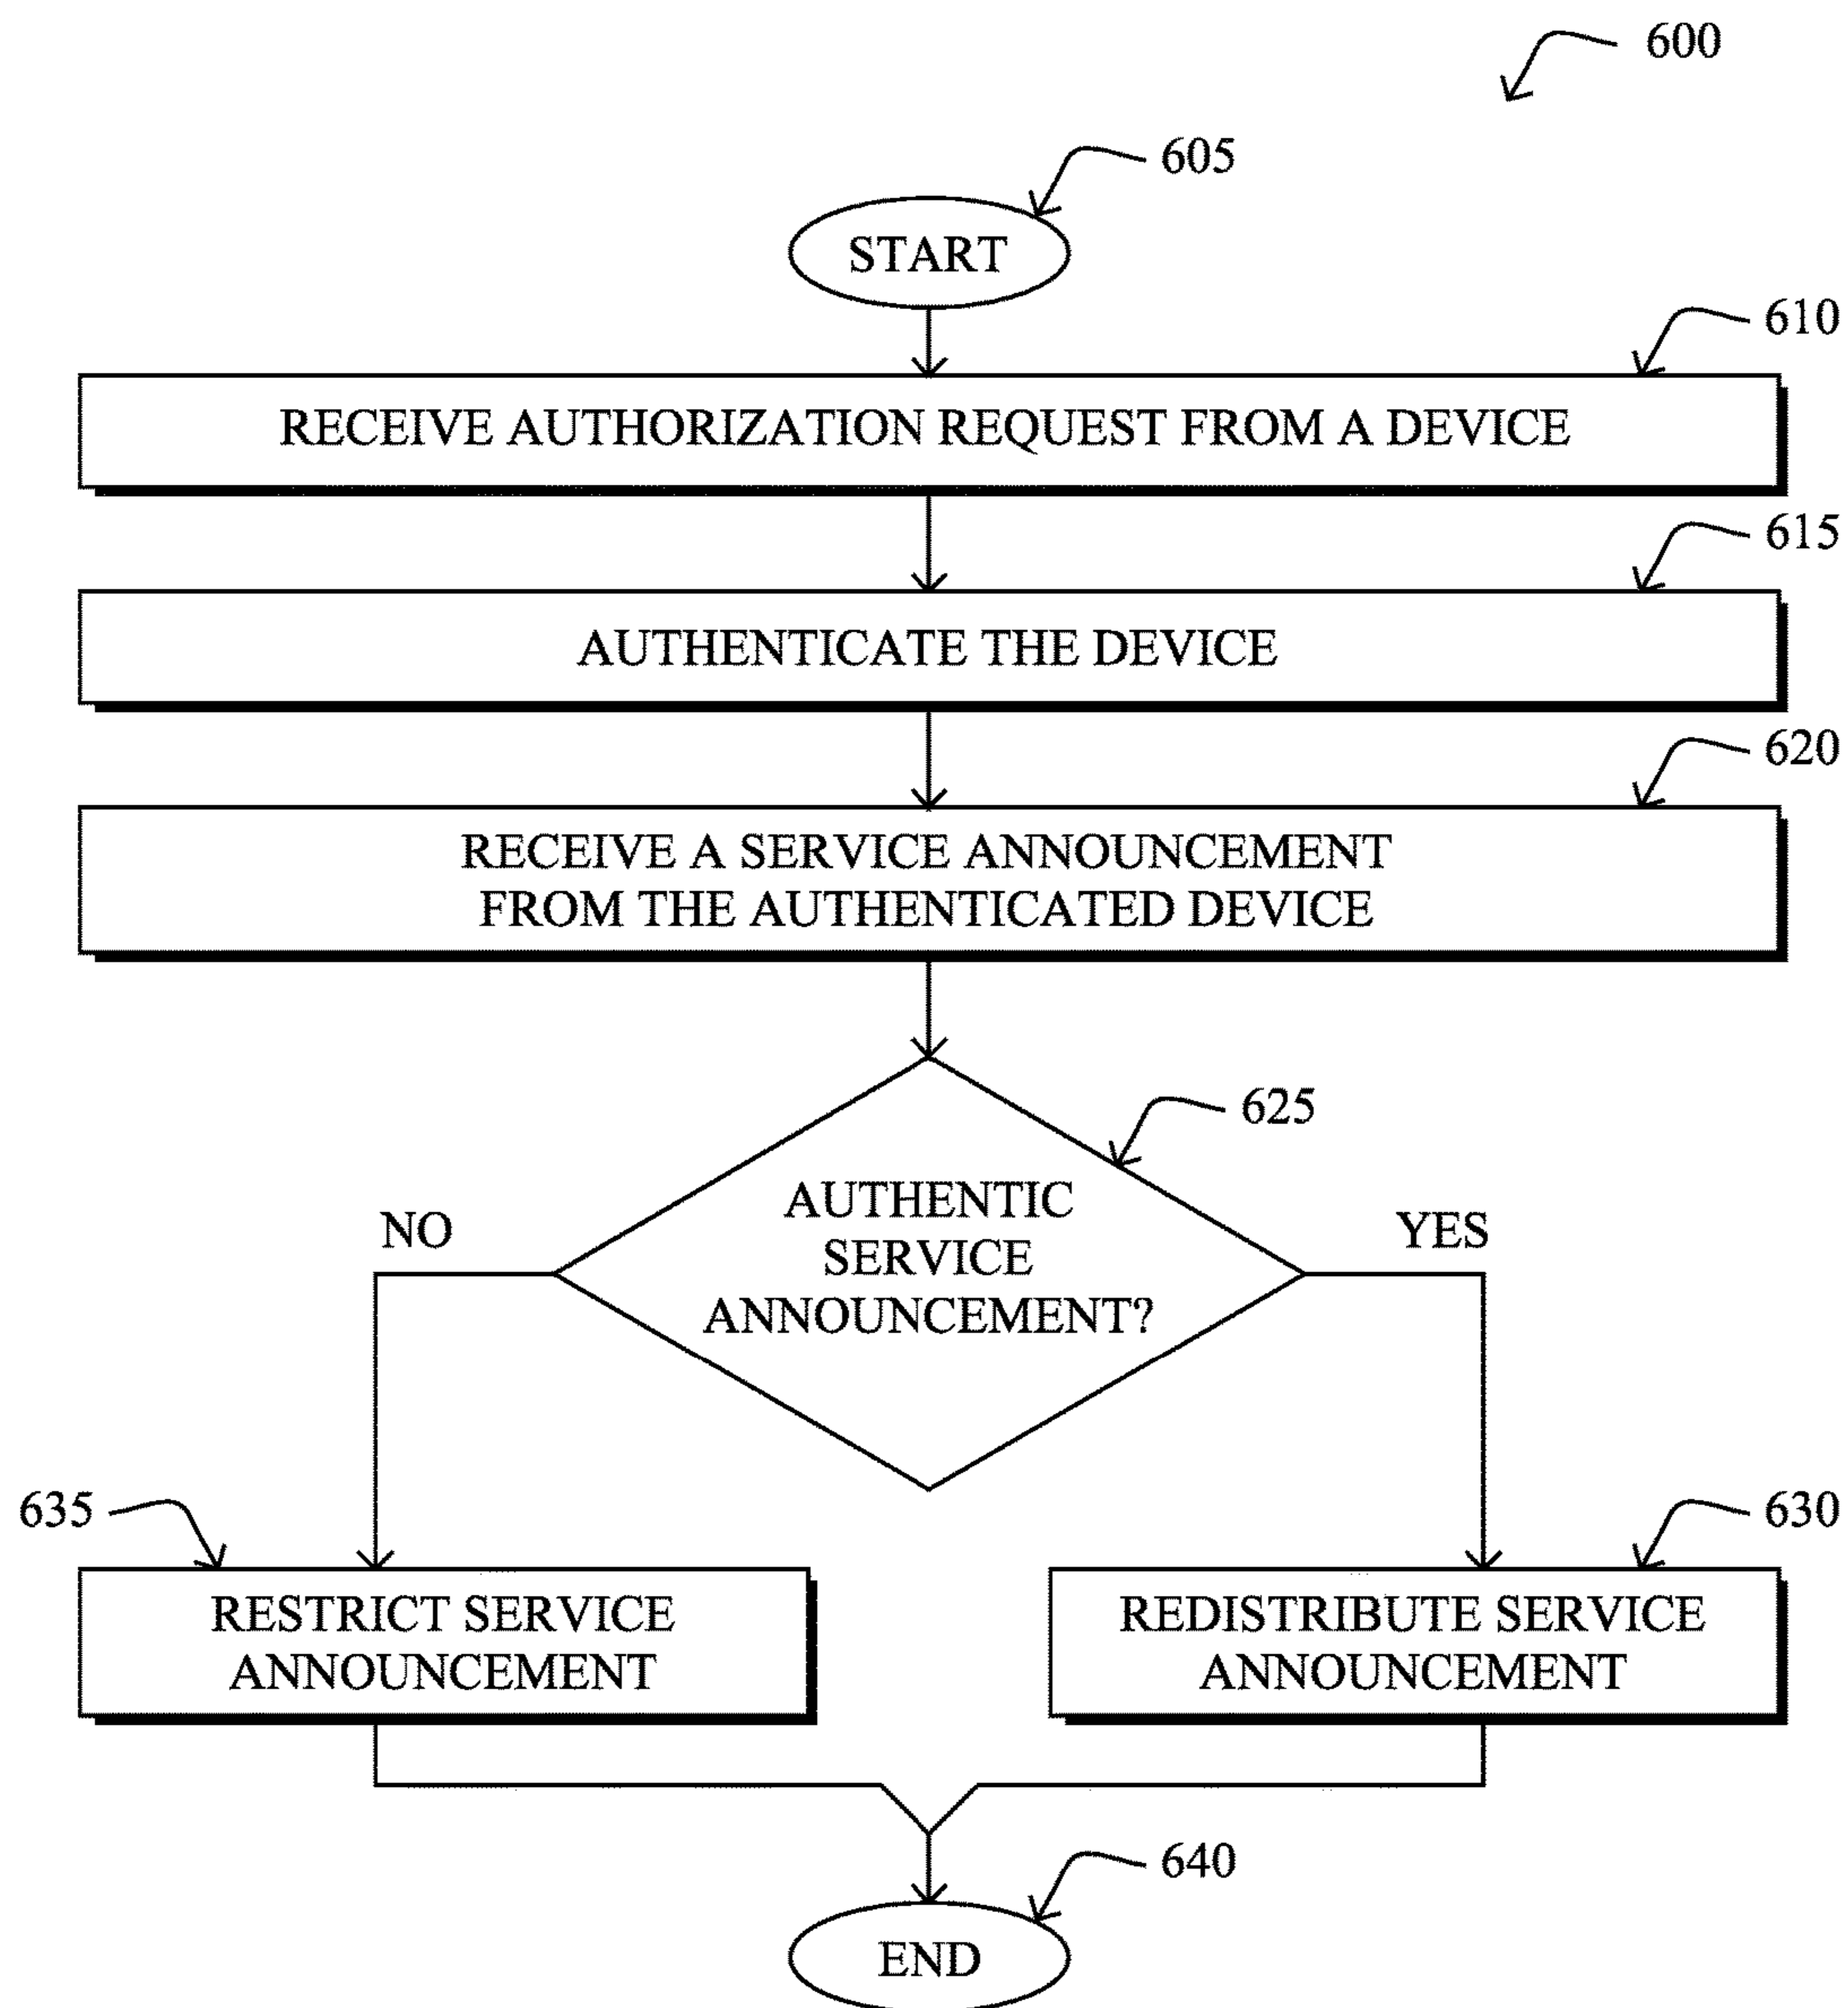 600
605
START
610
RECEIVE AUTHORIZATION REQUEST FROM A DEVICE
615
AUTHENTICATE THE DEVICE
620
RECEIVE A SERVICE ANNOUNCEMENT
FROM THE AUTHENTICATED DEVICE
625
AUTHENTIC
SERVICE
ANNOUNCEMENT?
NO
YES
635
630
RESTRICT SERVICE
ANNOUNCEMENT
REDISTRIBUTE SERVICE
ANNOUNCEMENT
640
END